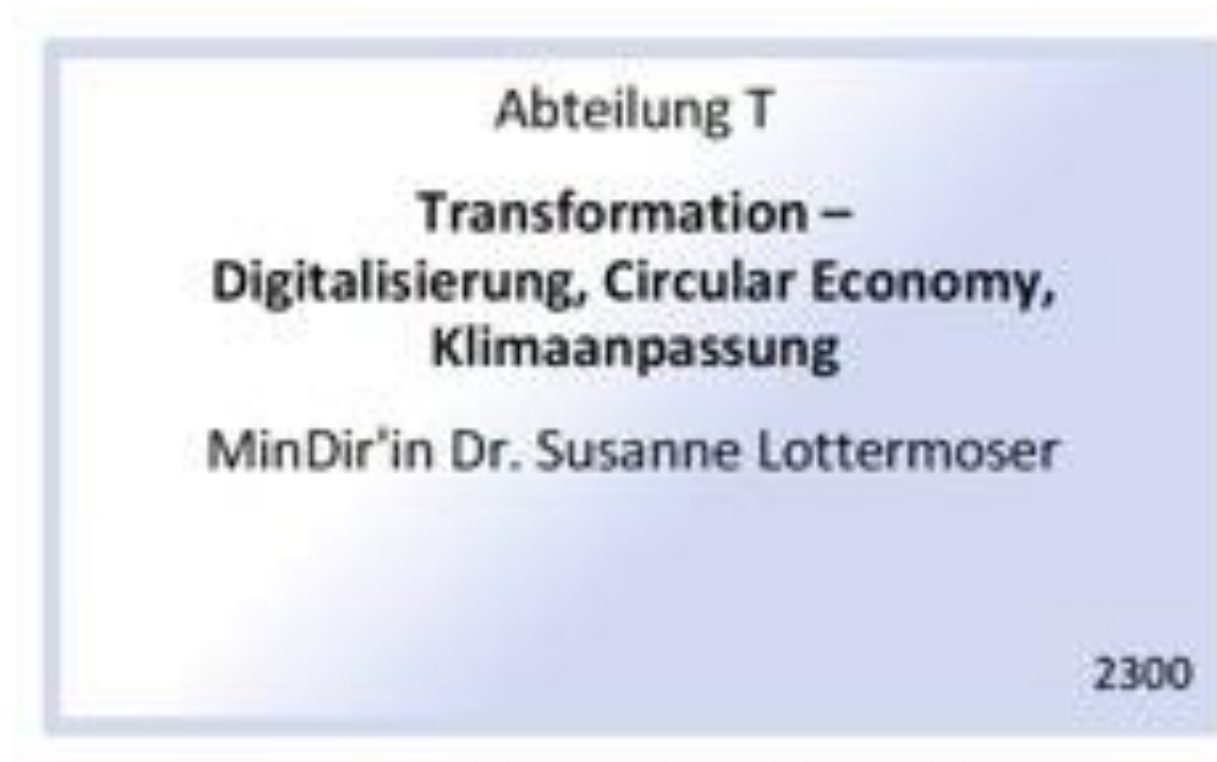 Abteilung T
Transformation –
Digitalisierung, Circular Economy,
Klimaanpassung
MinDir'in Dr. Susanne Lottermoser
2300